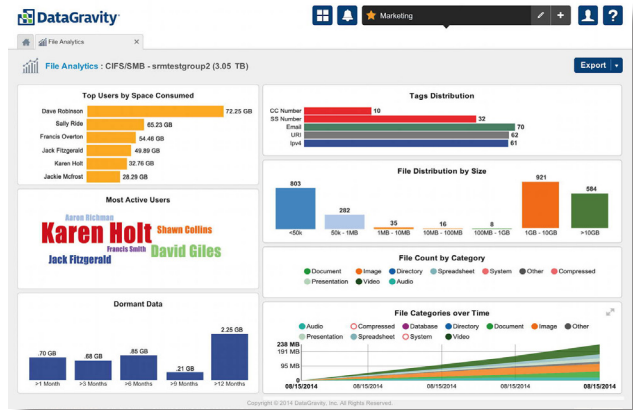 DataGravity
Marketing
File Analytics
File Analytics : CIFS/SMB - srmtestgroup2 (3.05 TB)
Export
Top Users by Space Consumed
Dave Robinson 72.25 GB
Sally Ride 65.23 GB
Francis Overton 54.46 GB
Jack Fitzgerald 49.89 GB
Karen Holt 32.76 GB
Jackie Mcfrost 28.29 GB
Tags Distribution
CC Number 10
SS Number 32
Email 70
URI 62
Ipv4 61
File Distribution by Size
803 282 35 16 8 921 584
<50k 50k - 1MB 1MB - 10MB 10MB - 100MB 100MB - 1GB 1GB - 10GB >10GB
Most Active Users
Aaron Richman
Karen Holt Shawn Collins
Francis Smith David Giles
Jack Fitzgerald
File Count by Category
Document Image Directory Spreadsheet System Other Compressed
Presentation Video Audio
Dormant Data
.70 GB .68 GB .85 GB .21 GB 2.25 GB
>1 Month >3 Months >6 Months >9 Months >12 Months
File Categories over Time
Audio Compressed Database Directory Document Image Other
Presentation Spreadsheet System Video
238 MB
191 MB
95 MB
0
08/15/2014 08/15/2014 08/15/2014 08/15/2014 08/15/2014
Copyright © 2014 DataGravity, Inc. All Rights Reserved.